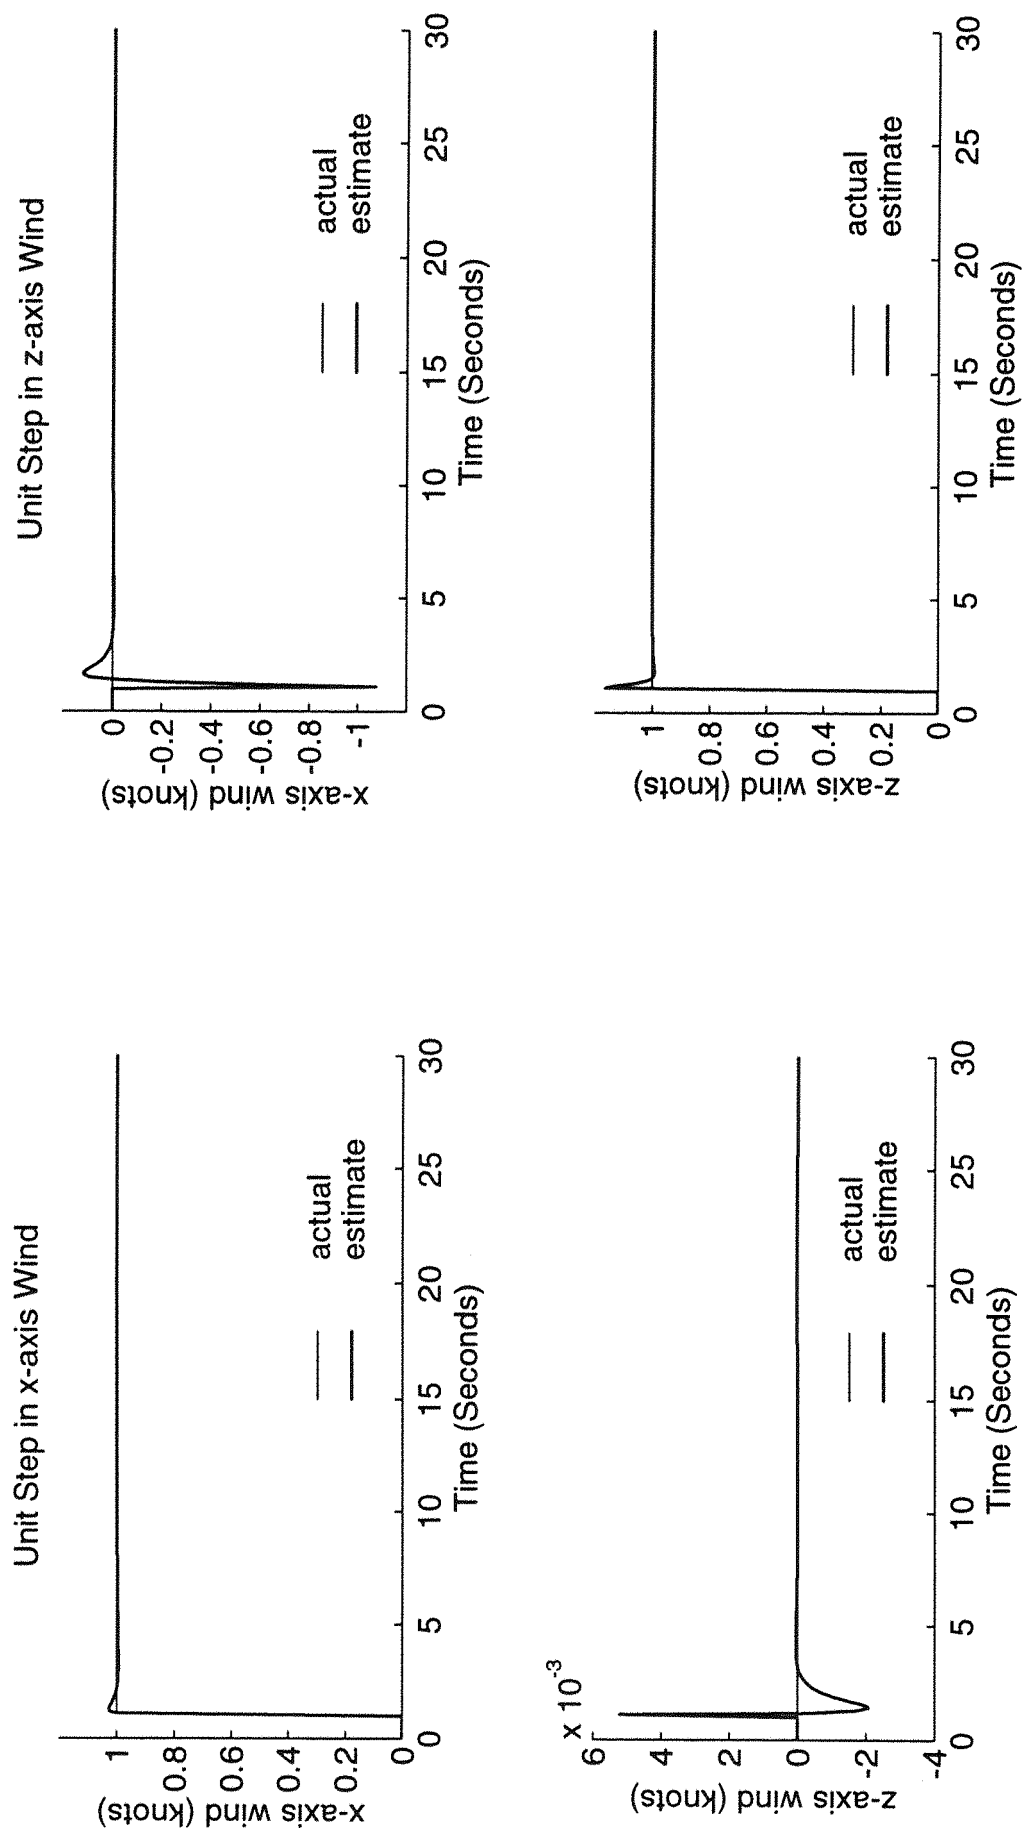 Unit Step in x-axis Wind
x-axis wind (knots)
1
0.8
0.6
0.4
0.2
0
0 5 10 15 20 25 30
Time (Seconds)
actual
estimate
Unit Step in z-axis Wind
x-axis wind (knots)
0
-0.2
-0.4
-0.6
-0.8
-1
0 5 10 15 20 25 30
Time (Seconds)
actual
estimate
x 10-3
z-axis wind (knots)
6
4
2
0
-2
-4
0 5 10 15 20 25 30
Time (Seconds)
actual
estimate
z-axis wind (knots)
1
0.8
0.6
0.4
0.2
0
0 5 10 15 20 25 30
Time (Seconds)
actual
estimate